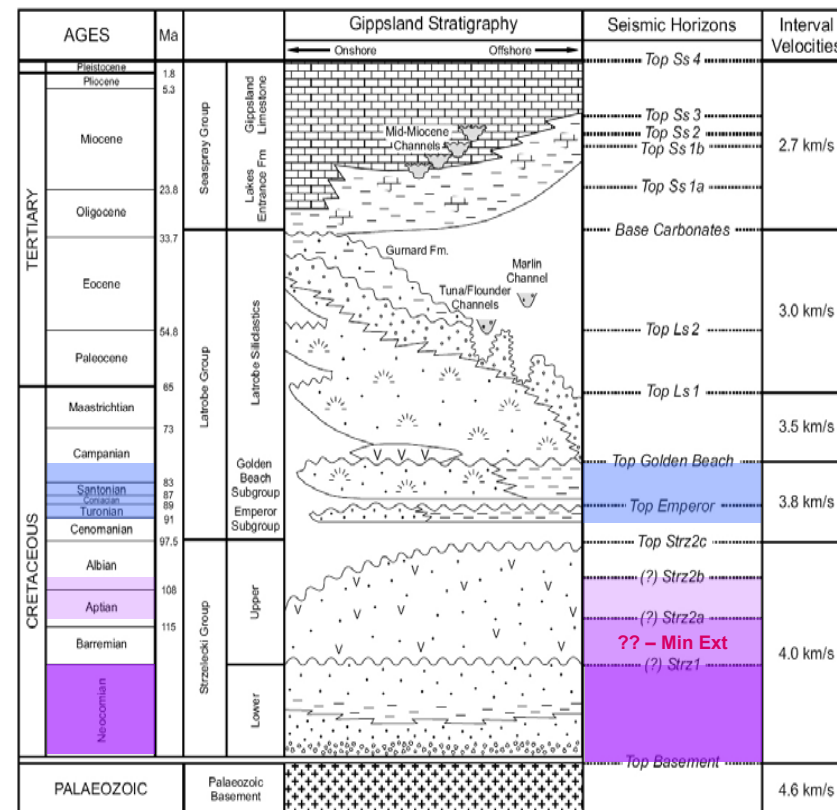 AGES
Ma
Gippsland Stratigraphy
Onshore
Offshore
Seismic Horizons
Interval
Velocities
Pleistocene
1.8
Pliocene
5.3
Miocene
23.8
Oligocene
33.7
Eocene
54.8
Paleocene
65
TERTIARY
Maastrichtian
73
Campanian
83
Santonian
87
Coniacian
89
Turonian
91
Cenomanian
97.5
Albian
108
Aptian
115
Barremian
Neocomian
CRETACEOUS
PALAEOZOIC
Seaspray Group
Gippsland
Limestone
Lakes
Entrance Fm
Latrobe Group
Latrobe Siliclastics
Golden
Beach
Subgroup
Emperor
Subgroup
Strzelecki Group
Upper
Lower
Palaeozoic
Basement
Mid-Miocene
Channels
Gurnard Fm.
Marlin
Channel
Tuna/Flounder
Channels
V V V
V
V
V V
V
V V V
V
V
V
Top Ss 4
Top Ss 3
Top Ss 2
Top Ss 1b
Top Ss 1a
Base Carbonates
Top Ls 2
Top Ls 1
Top Golden Beach
Top Emperor
Top Strz2c
(?) Strz2b
(?) Strz2a
?? – Min Ext
(?) Strz1
Top Basement
2.7 km/s
3.0 km/s
3.5 km/s
3.8 km/s
4.0 km/s
4.6 km/s